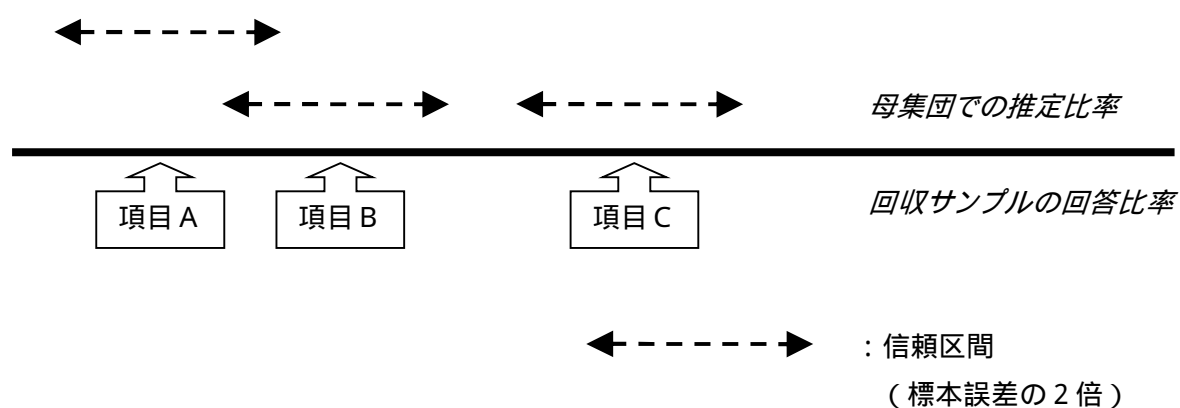 母集団での推定比率
項目A 項目B 項目C
回収サンプルの回答比率
：信頼区間
（標本誤差の2倍）